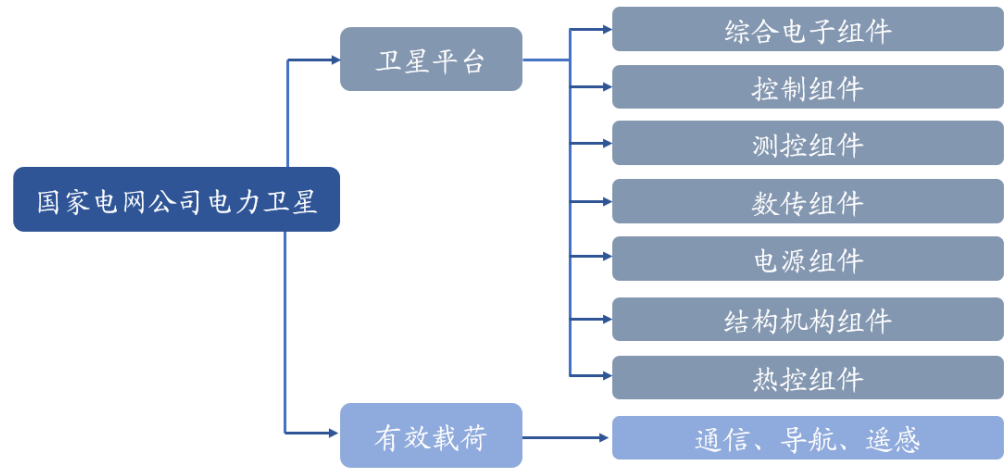 国家电网公司电力卫星
卫星平台
综合电子组件
控制组件
测控组件
数传组件
电源组件
结构机构组件
热控组件
有效载荷
通信、导航、遥感